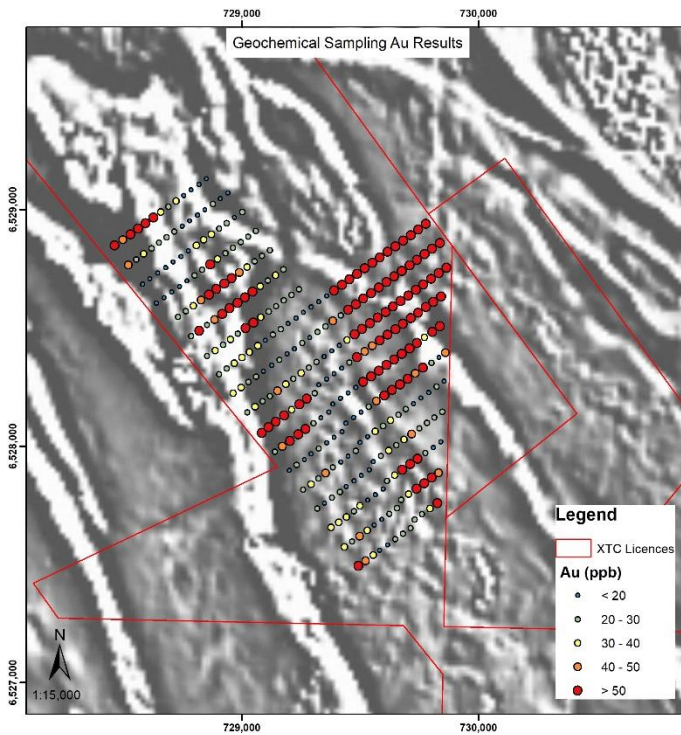 729,000
730,000
Geochemical Sampling Au Results
6,529,000
6,528,000
6,527,000
Legend
XTC Licences
Au (ppb)
< 20
20 - 30
30 - 40
40 - 50
> 50
N
1:15,000
729,000
730,000